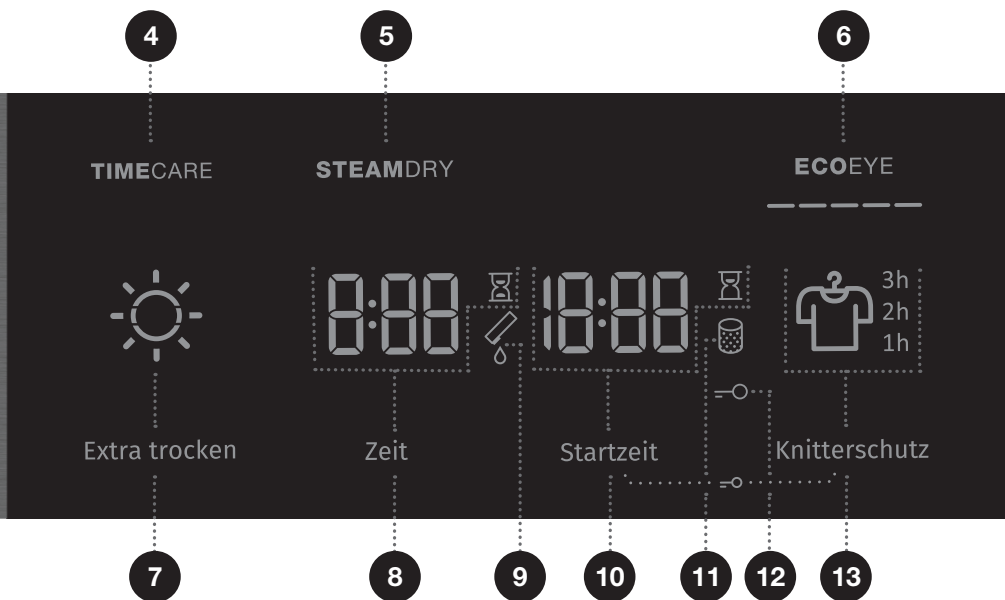 4 5 6
TIMECARE STEAMDRY ECOEYE
8:88 18:88 3h
2h
1h
Extra trocken Zeit Startzeit Knitterschutz
7 8 9 10 11 12 13